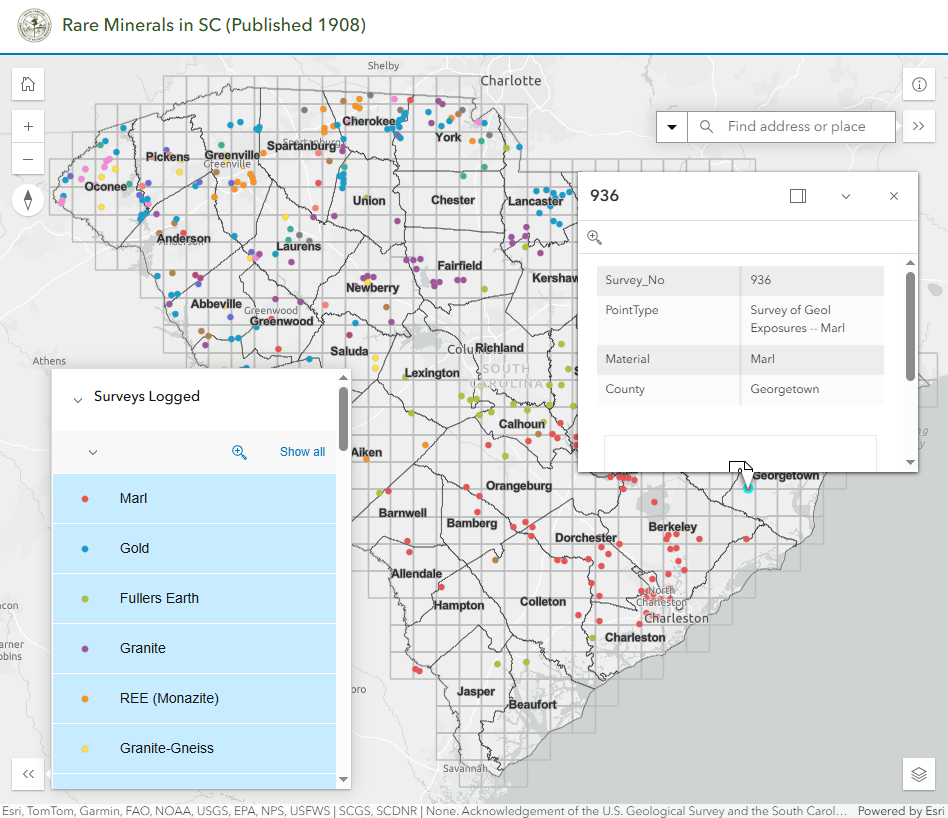 Rare Minerals in SC (Published 1908)
Shelby
Charlotte
Find address or place
Cherokee
York
Spartanburg
Spartanburg
Pickens
Greenville
Greenville
Oconee
Union
Chester
Lancaster
Anderson
Anderson
Laurens
Fairfield
Kershaw
Newberry
Abbeville
Greenwood
Greenwood
Saluda
Richland
Athens
Lexington
SOUTH
CAROLINA
Calhoun
Aiken
Orangeburg
Georgetown
Barnwell
Bamberg
Berkeley
Dorchester
Allendale
Hampton
Colleton
North
Charleston
Charleston
Charleston
Jasper
Beaufort
Savannah
936
Survey_No 936
PointType Survey of Geol
Exposures -- Marl
Material Marl
County Georgetown
Surveys Logged
Show all
Marl
Gold
Fullers Earth
Granite
REE (Monazite)
Granite-Gneiss
Esri, TomTom, Garmin, FAO, NOAA, USGS, EPA, NPS, USFWS | SCGS, SCDNR | None. Acknowledgement of the U.S. Geological Survey and the South Carol... Powered by Esri